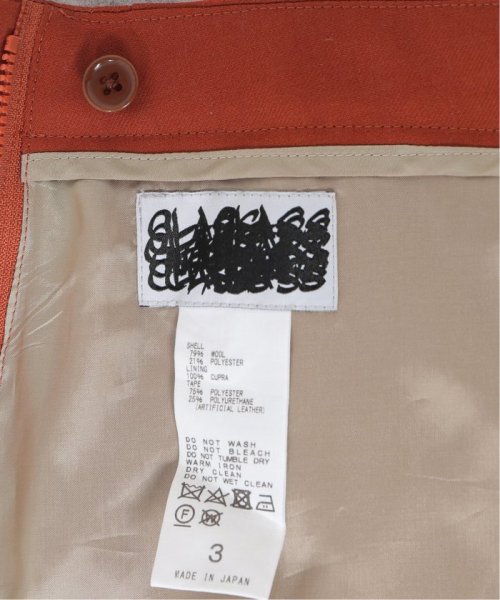 SHELL
79% WOOL
21% POLYESTER
LINING
100% CUPRA
TAPE
75% POLYESTER
25% POLYURETHANE
(ARTIFICIAL LEATHER)
DO NOT WASH
DO NOT BLEACH
DO NOT TUMBLE DRY
WARM IRON
DRY CLEAN
DO NOT WET CLEAN
F W
3
MADE IN JAPAN